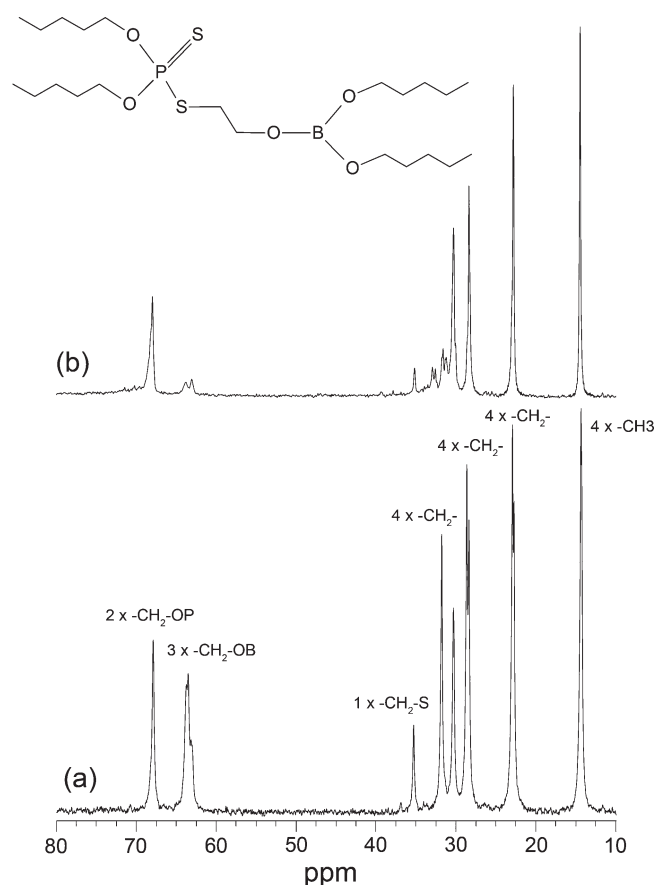 O
S
P
O
S
O
B
O
O
(b)
4 x -CH₂-
4 x -CH3
4 x -CH₂-
4 x -CH₂-
2 x -CH₂-OP
3 x -CH₂-OB
1 x -CH₂-S
(a)
80 70 60 50 40 30 20 10
ppm